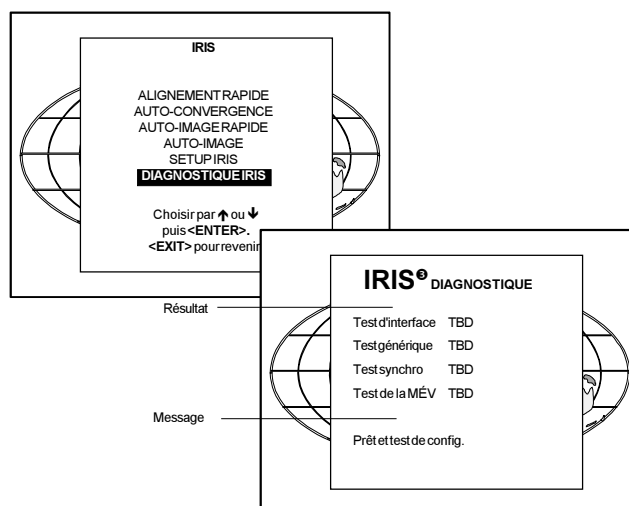 IRIS
ALIGNEMENT RAPIDE
AUTO-CONVERGENCE
AUTO-IMAGE RAPIDE
AUTO-IMAGE
SETUP IRIS
DIAGNOSTIQUE IRIS
Choisir par ↑ ou ↓
puis <ENTER>.
<EXIT> pour revenir
IRIS❸ DIAGNOSTIQUE
Résultat
Test d'interface TBD
Test générique TBD
Test synchro TBD
Test de la MÉV TBD
Message
Prêt et test de config.